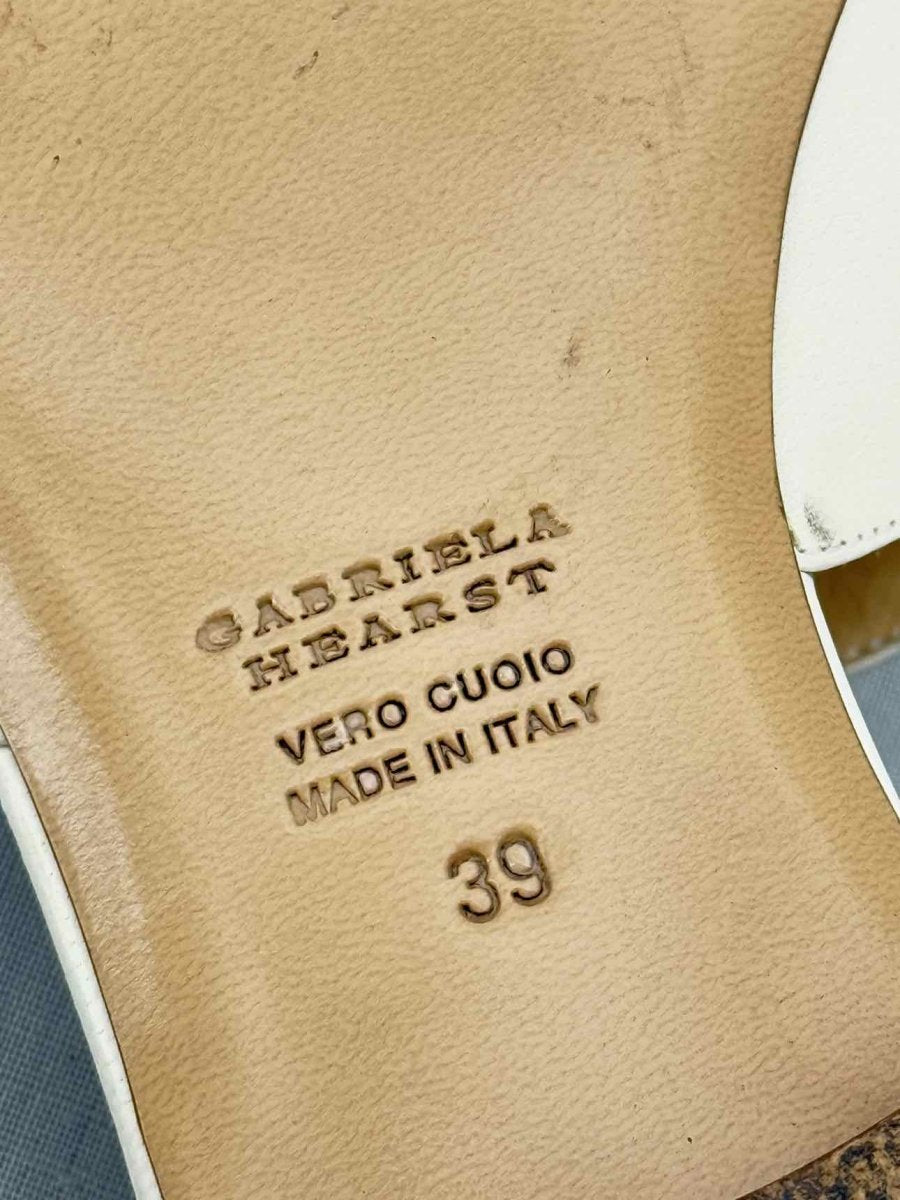 GABRIELA
HEARST
VERO CUOIO
MADE IN ITALY
39